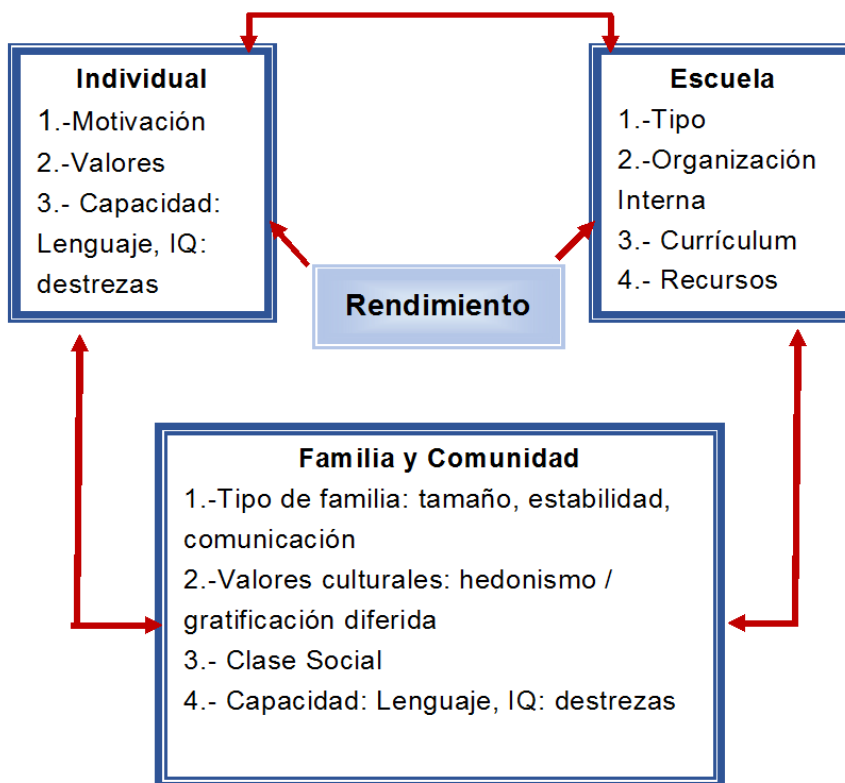 Individual
1.-Motivación
2.-Valores
3.- Capacidad:
Lenguaje, IQ:
destrezas
Escuela
1.-Tipo
2.-Organización
Interna
3.- Currículum
4.- Recursos
Rendimiento
Familia y Comunidad
1.-Tipo de familia: tamaño, estabilidad,
comunicación
2.-Valores culturales: hedonismo /
gratificación diferida
3.- Clase Social
4.- Capacidad: Lenguaje, IQ: destrezas